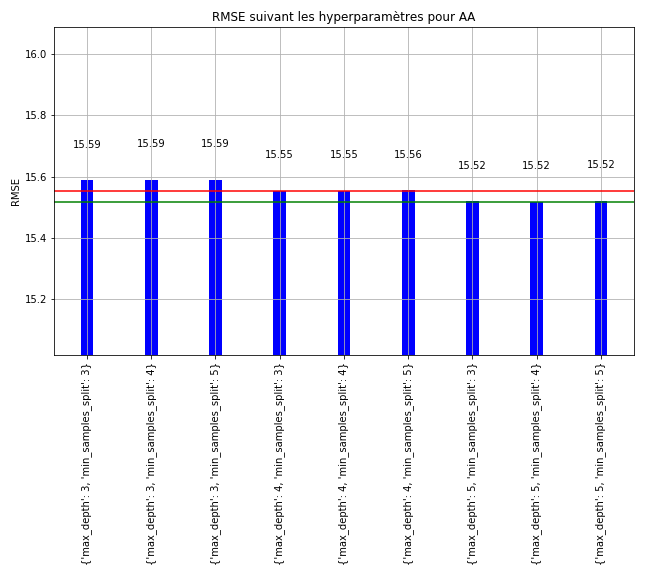 RMSE suivant les hyperparamètres pour AA
RMSE
16.0
15.8
15.6
15.4
15.2
15.59
15.59
15.59
15.55
15.55
15.56
15.52
15.52
15.52
{'max_depth': 3, 'min_samples_split': 3}
{'max_depth': 3, 'min_samples_split': 4}
{'max_depth': 3, 'min_samples_split': 5}
{'max_depth': 4, 'min_samples_split': 3}
{'max_depth': 4, 'min_samples_split': 4}
{'max_depth': 4, 'min_samples_split': 5}
{'max_depth': 5, 'min_samples_split': 3}
{'max_depth': 5, 'min_samples_split': 4}
{'max_depth': 5, 'min_samples_split': 5}